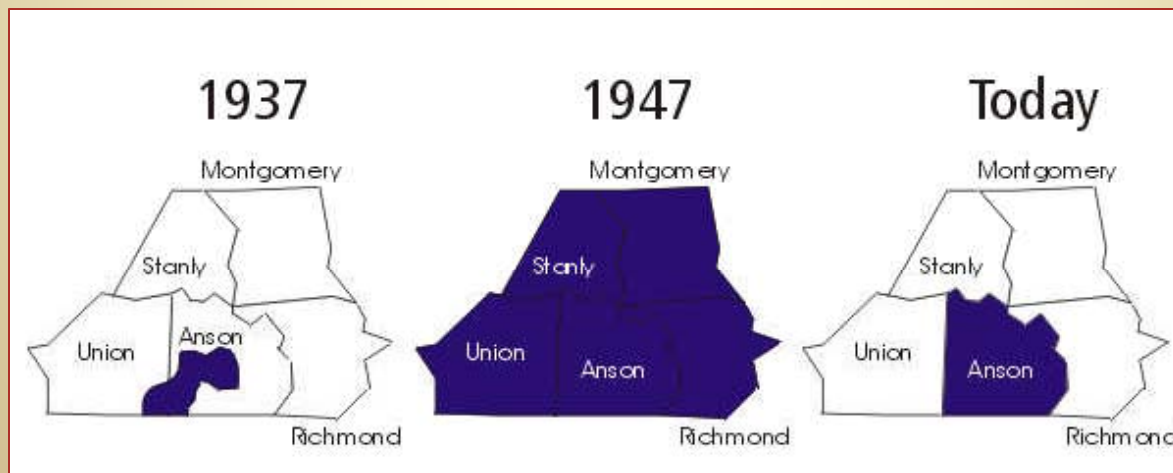 1937
Montgomery
Stanly
Union
Anson
Richmond
1947
Montgomery
Stanly
Union
Anson
Richmond
Today
Montgomery
Stanly
Union
Anson
Richmond